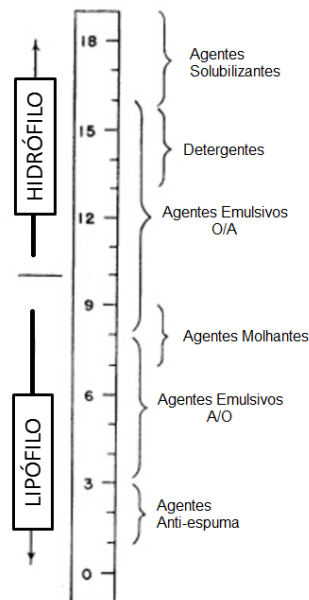 18
Agentes
Solubilizantes
HIDRÓFILO
15
Detergentes
12
Agentes Emulsivos
O/A
9
Agentes Molhantes
6
Agentes Emulsivos
A/O
LIPÓFILO
3
Agentes
Anti-espuma
0